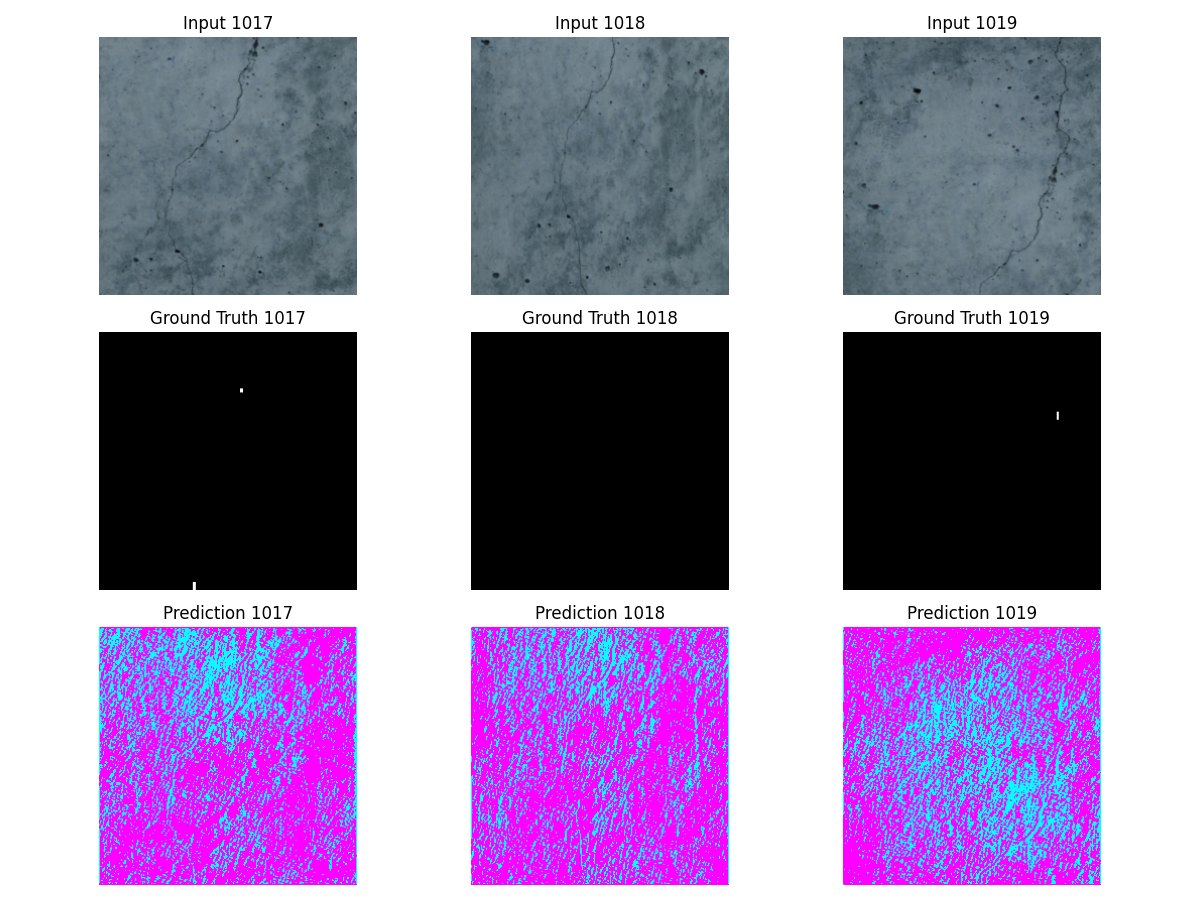 Input 1017
Input 1018
Input 1019
Ground Truth 1017
Ground Truth 1018
Ground Truth 1019
Prediction 1017
Prediction 1018
Prediction 1019